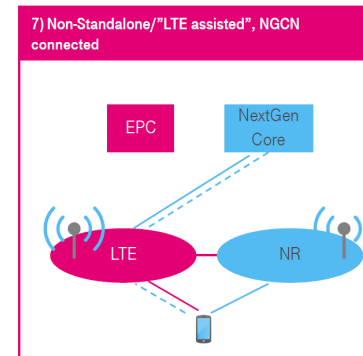 7) Non-Standalone/”LTE assisted”, NGCN
connected
EPC
NextGen
Core
LTE
NR